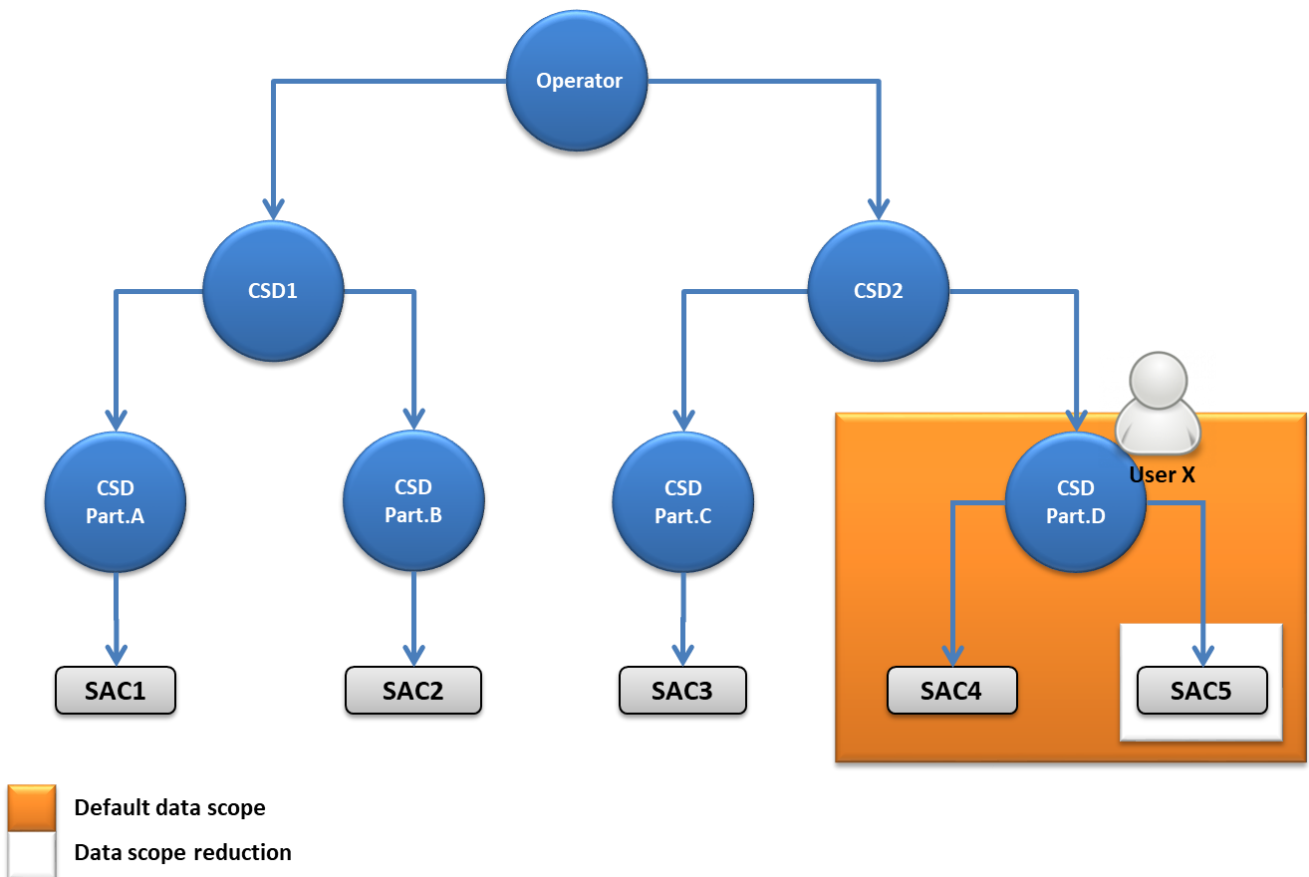 Operator
CSD1
CSD2
CSD
Part.A
CSD
Part.B
CSD
Part.C
User X
CSD
Part.D
SAC1
SAC2
SAC3
SAC4
SAC5
Default data scope
Data scope reduction